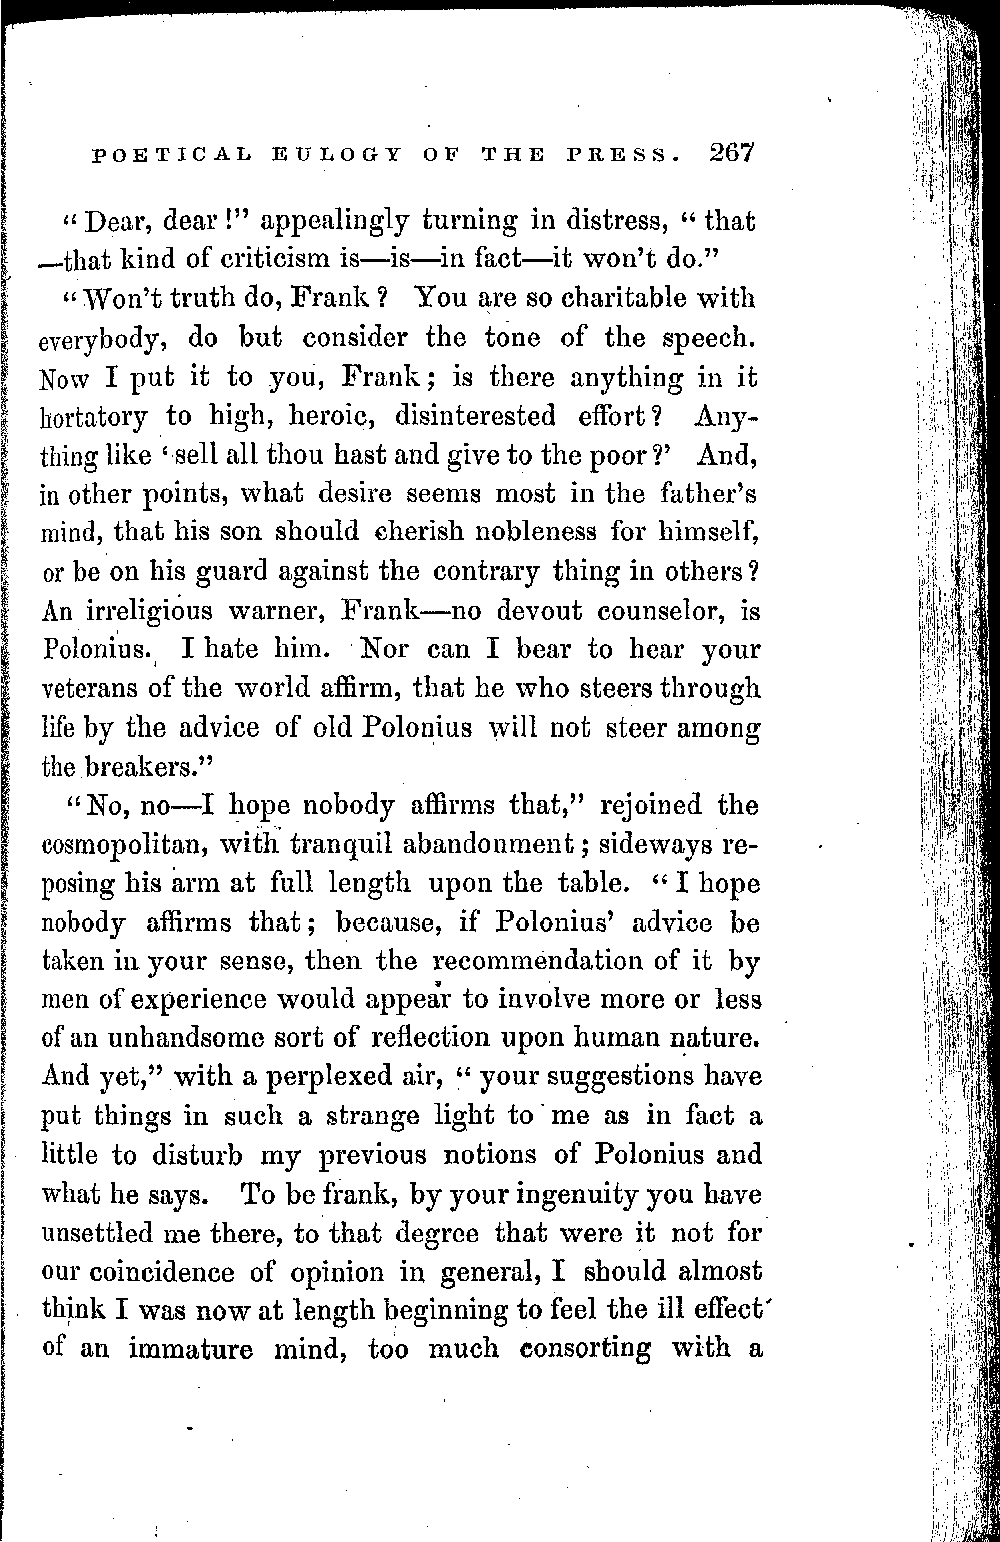 POETICAL EULOGY OF THE PRESS. 267
"Dear, dear!" appealingly turning in distress, "that
—that kind of criticism is—is—in fact—it won't do."
"Won't truth do, Frank? You are so charitable with
everybody, do but consider the tone of the speech.
Now I put it to you, Frank; is there anything in it
hortatory to high, heroic, disinterested effort? Any-
thing like 'sell all thou hast and give to the poor?' And,
in other points, what desire seems most in the father's
mind, that his son should cherish nobleness for himself,
or be on his guard against the contrary thing in others?
An irreligious warner, Frank—no devout counselor, is
Polonius. I hate him. Nor can I bear to hear your
veterans of the world affirm, that he who steers through
life by the advice of old Polonius will not steer among
the breakers."
"No, no—I hope nobody affirms that," rejoined the
cosmopolitan, with tranquil abandonment; sideways re-
posing his arm at full length upon the table. "I hope
nobody affirms that; because, if Polonius' advice be
taken in your sense, then the recommendation of it by
men of experience would appear to involve more or less
of an unhandsome sort of reflection upon human nature.
And yet," with a perplexed air, "your suggestions have
put things in such a strange light to me as in fact a
little to disturb my previous notions of Polonius and
what he says. To be frank, by your ingenuity you have
unsettled me there, to that degree that were it not for
our coincidence of opinion in general, I should almost
think I was now at length beginning to feel the ill effect
of an immature mind, too much consorting with a